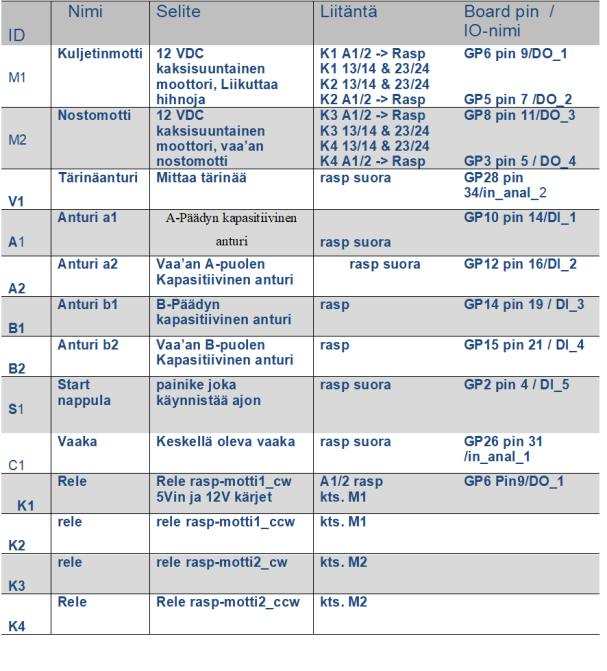 ID Nimi Selite Liitäntä Board pin /
IO-nimi
M1 Kuljetinmotti 12 VDC K1 A1/2 -> Rasp GP6 pin 9/DO_1
kaksisuuntainen K1 13/14 & 23/24
moottori, Liikuttaa K2 13/14 & 23/24
hihnoja K2 A1/2 -> Rasp GP5 pin 7 /DO_2
M2 Nostomotti 12 VDC K3 A1/2 -> Rasp GP8 pin 11/DO_3
kaksisuuntainen K3 13/14 & 23/24
moottori, vaa'an K4 13/14 & 23/24
nostomotti K4 A1/2 -> Rasp GP3 pin 5 / DO_4
V1 Tärinäanturi Mittaa tärinää rasp suora GP28 pin
34/in_anal_2
A1 Anturi a1 A-Päädyn kapasitiivinen GP10 pin 14/DI_1
anturi rasp suora
A2 Anturi a2 Vaa'an A-puolen rasp suora GP12 pin 16/DI_2
Kapasitiivinen anturi
B1 Anturi b1 B-Päädyn rasp GP14 pin 19 / DI_3
kapasitiivinen anturi
B2 Anturi b2 Vaa'an B-puolen rasp GP15 pin 21 / DI_4
Kapasitiivinen anturi
S1 Start painike joka rasp suora GP2 pin 4 / DI_5
nappula käynnistää ajon
C1 Vaaka Keskellä oleva vaaka rasp suora GP26 pin 31
/in_anal_1
K1 Rele Rele rasp-motti1_cw A1/2 rasp GP6 Pin9/DO_1
5Vin ja 12V kärjet kts. M1
K2 rele rele rasp-motti1_ccw kts. M1
K3 rele rele rasp-motti2_cw kts. M2
K4 Rele Rele rasp-motti2_ccw kts. M2